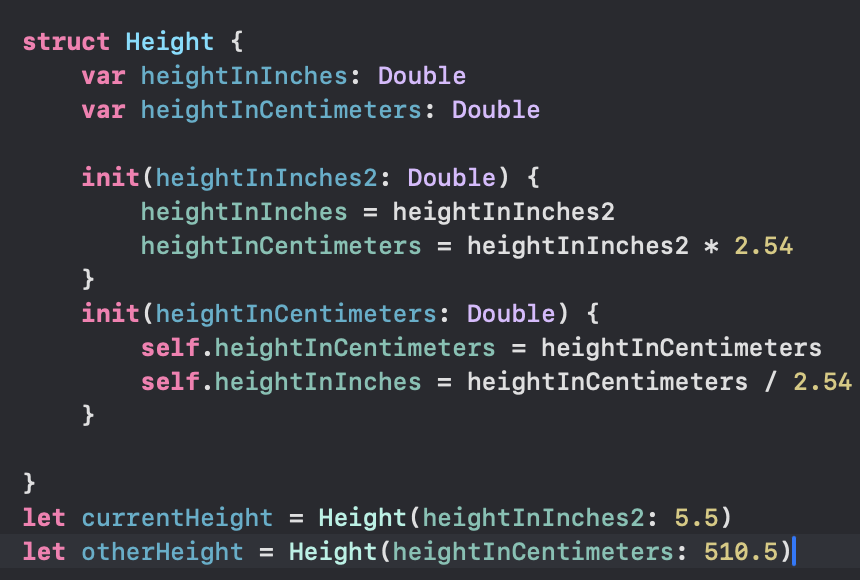 struct Height {
    var heightInInches: Double
    var heightInCentimeters: Double

    init(heightInInches2: Double) {
        heightInInches = heightInInches2
        heightInCentimeters = heightInInches2 * 2.54
    }
    init(heightInCentimeters: Double) {
        self.heightInCentimeters = heightInCentimeters
        self.heightInInches = heightInCentimeters / 2.54
    }

}
let currentHeight = Height(heightInInches2: 5.5)
let otherHeight = Height(heightInCentimeters: 510.5)